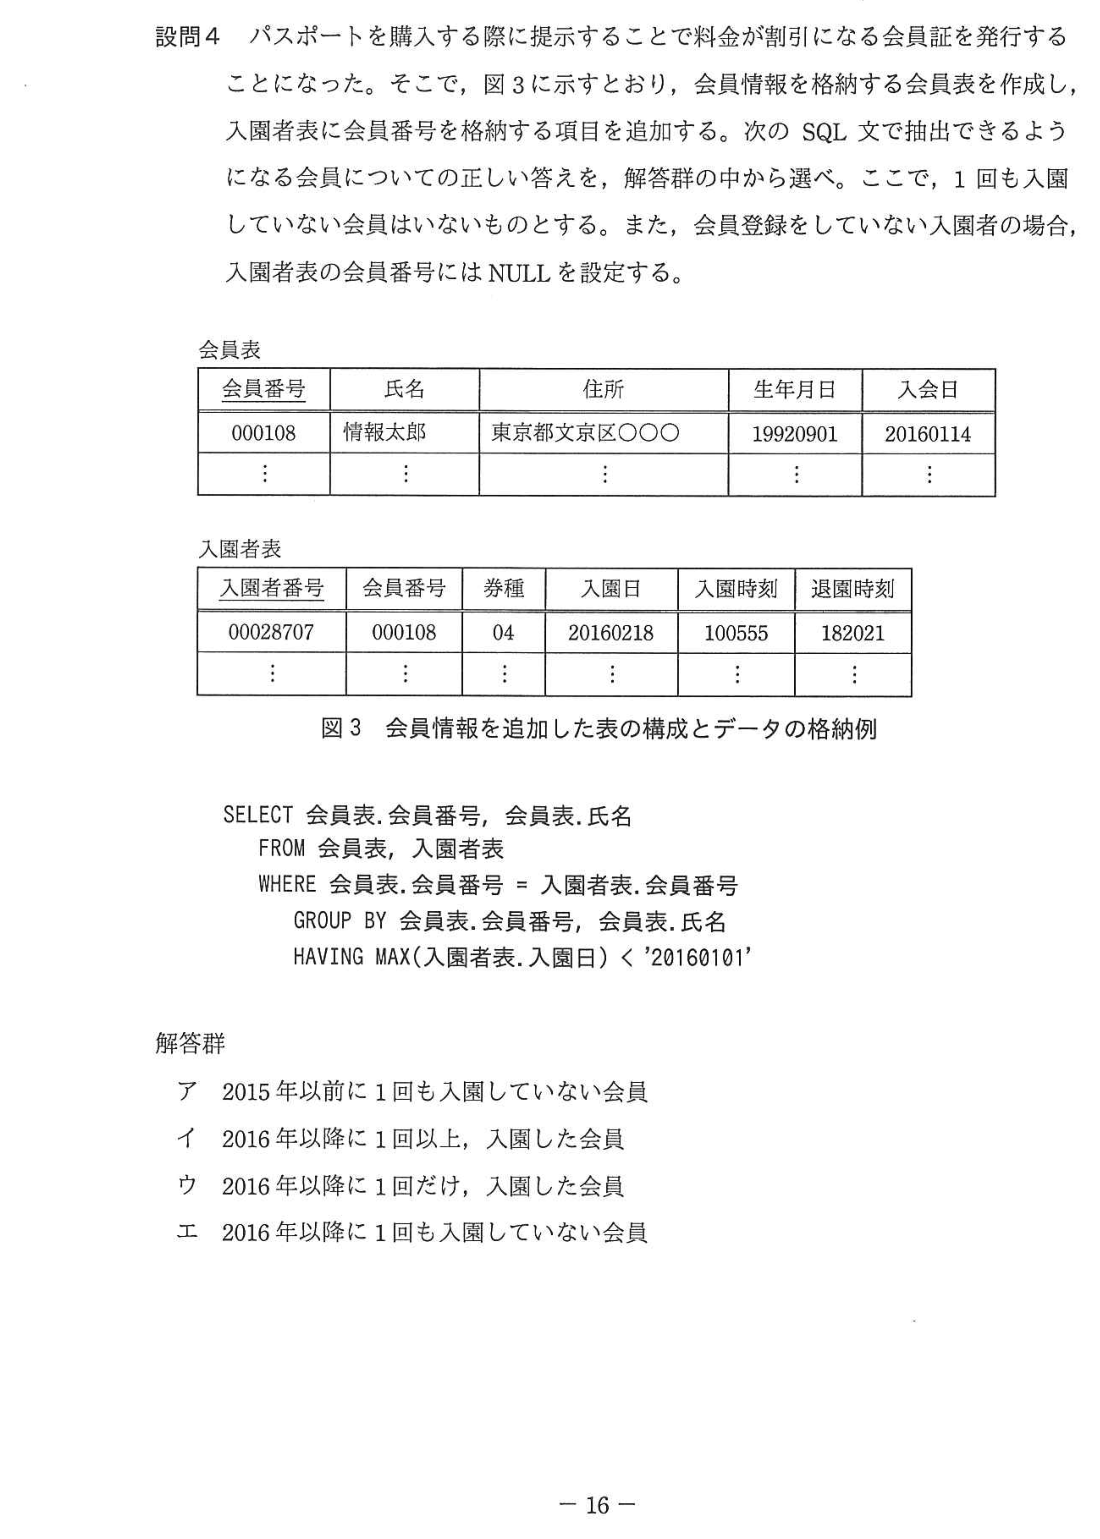 設問4 パスポートを購入する際に提示することで料金が割引になる会員証を発行する
ことになった。そこで，図3に示すとおり，会員情報を格納する会員表を作成し，
入園者表に会員番号を格納する項目を追加する。次の SQL 文で抽出できるよう
になる会員についての正しい答えを，解答群の中から選べ。ここで，1 回も入園
していない会員はいないものとする。また，会員登録をしていない入園者の場合，
入園者表の会員番号には NULL を設定する。
会員表
会員番号 氏名 住所 生年月日 入会日
000108 情報太郎 東京都文京区〇〇〇 19920901 20160114
⋮ ⋮ ⋮ ⋮ ⋮
入園者表
入園者番号 会員番号 券種 入園日 入園時刻 退園時刻
00028707 000108 04 20160218 100555 182021
⋮ ⋮ ⋮ ⋮ ⋮ ⋮
図3 会員情報を追加した表の構成とデータの格納例
SELECT 会員表.会員番号, 会員表.氏名
FROM 会員表, 入園者表
WHERE 会員表.会員番号 = 入園者表.会員番号
GROUP BY 会員表.会員番号, 会員表.氏名
HAVING MAX(入園者表.入園日) < '20160101'
解答群
ア 2015 年以前に 1 回も入園していない会員
イ 2016 年以降に 1 回以上，入園した会員
ウ 2016 年以降に 1 回だけ，入園した会員
エ 2016 年以降に 1 回も入園していない会員
− 16 −